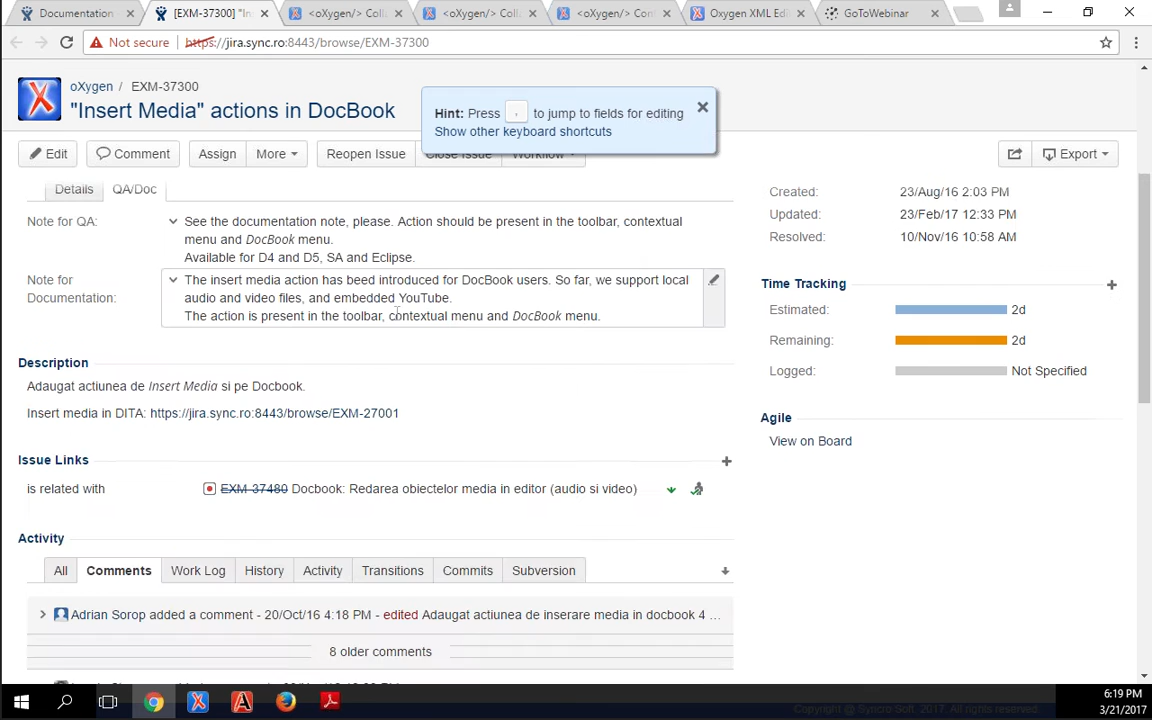 Documentation
[EXM-37300] "In
<oXygen/> Coll
<oXygen/> Coll
<oXygen/> Con
Oxygen XML Edi
GoToWebinar
Not secure
https://jira.sync.ro:8443/browse/EXM-37300
oXygen / EXM-37300
"Insert Media" actions in DocBook
Hint: Press . to jump to fields for editing
Show other keyboard shortcuts
Edit
Comment
Assign
More
Reopen Issue
Close Issue
Workflow
Export
Details
QA/Doc
Note for QA:
See the documentation note, please. Action should be present in the toolbar, contextual
menu and DocBook menu.
Available for D4 and D5, SA and Eclipse.
Note for
Documentation:
The insert media action has beed introduced for DocBook users. So far, we support local
audio and video files, and embedded YouTube.
The action is present in the toolbar, contextual menu and DocBook menu.
Created: 23/Aug/16 2:03 PM
Updated: 23/Feb/17 12:33 PM
Resolved: 10/Nov/16 10:58 AM
Time Tracking
Estimated: 2d
Remaining: 2d
Logged: Not Specified
Agile
View on Board
Description
Adaugat actiunea de Insert Media si pe Docbook.
Insert media in DITA: https://jira.sync.ro:8443/browse/EXM-27001
Issue Links
is related with
EXM-37480 Docbook: Redarea obiectelor media in editor (audio si video)
Activity
All
Comments
Work Log
History
Activity
Transitions
Commits
Subversion
Adrian Sorop added a comment - 20/Oct/16 4:18 PM - edited Adaugat actiunea de inserare media in docbook 4 ...
8 older comments
6:19 PM
3/21/2017
Copyright @ Syncro Soft, 2017. All rights reserved.